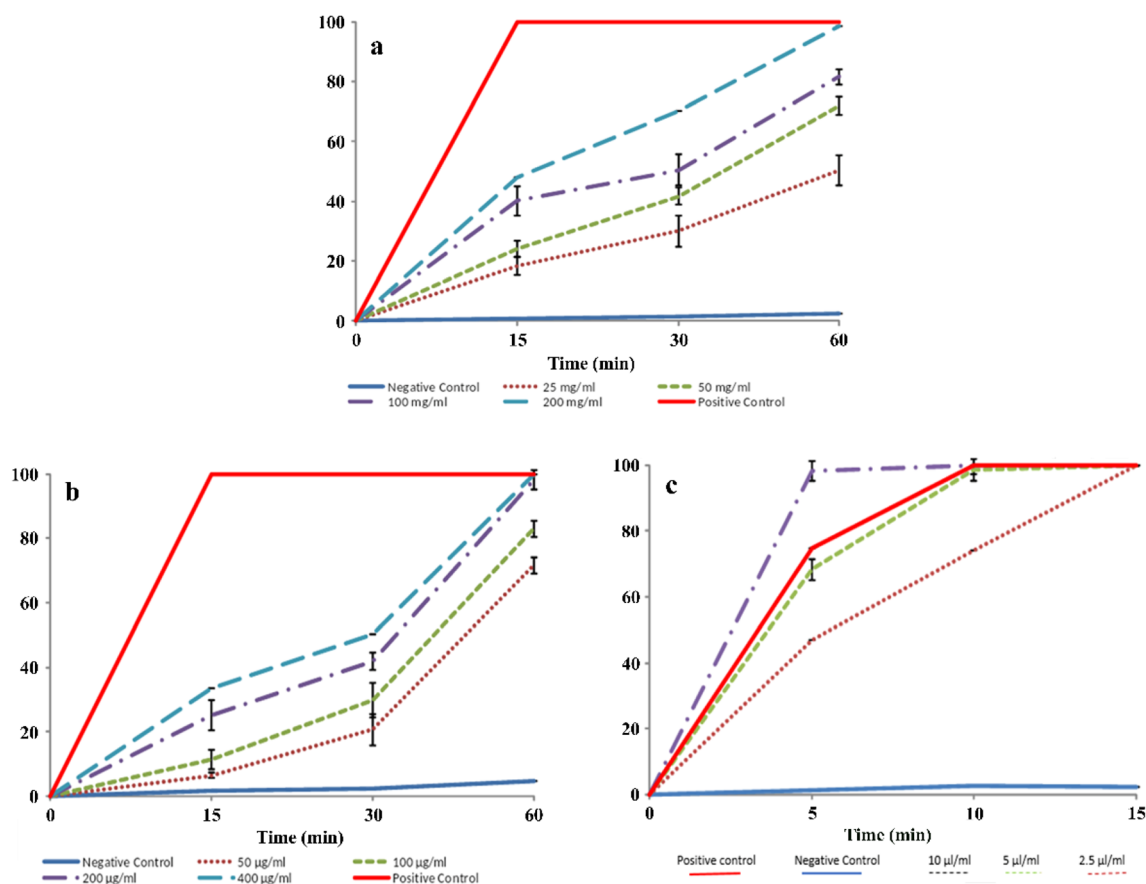 100
a
80
60
40
20
0
0 15 30 60
Time (min)
Negative Control 25 mg/ml 50 mg/ml
100 mg/ml 200 mg/ml Positive Control
100
b
80
60
40
20
0
0 15 30 60
Time (min)
Negative Control 50 µg/ml 100 µg/ml
200 µg/ml 400 µg/ml Positive Control
100
c
80
60
40
20
0
0 5 10 15
Time (min)
Positive control Negative Control 10 µl/ml 5 µl/ml 2.5 µl/ml